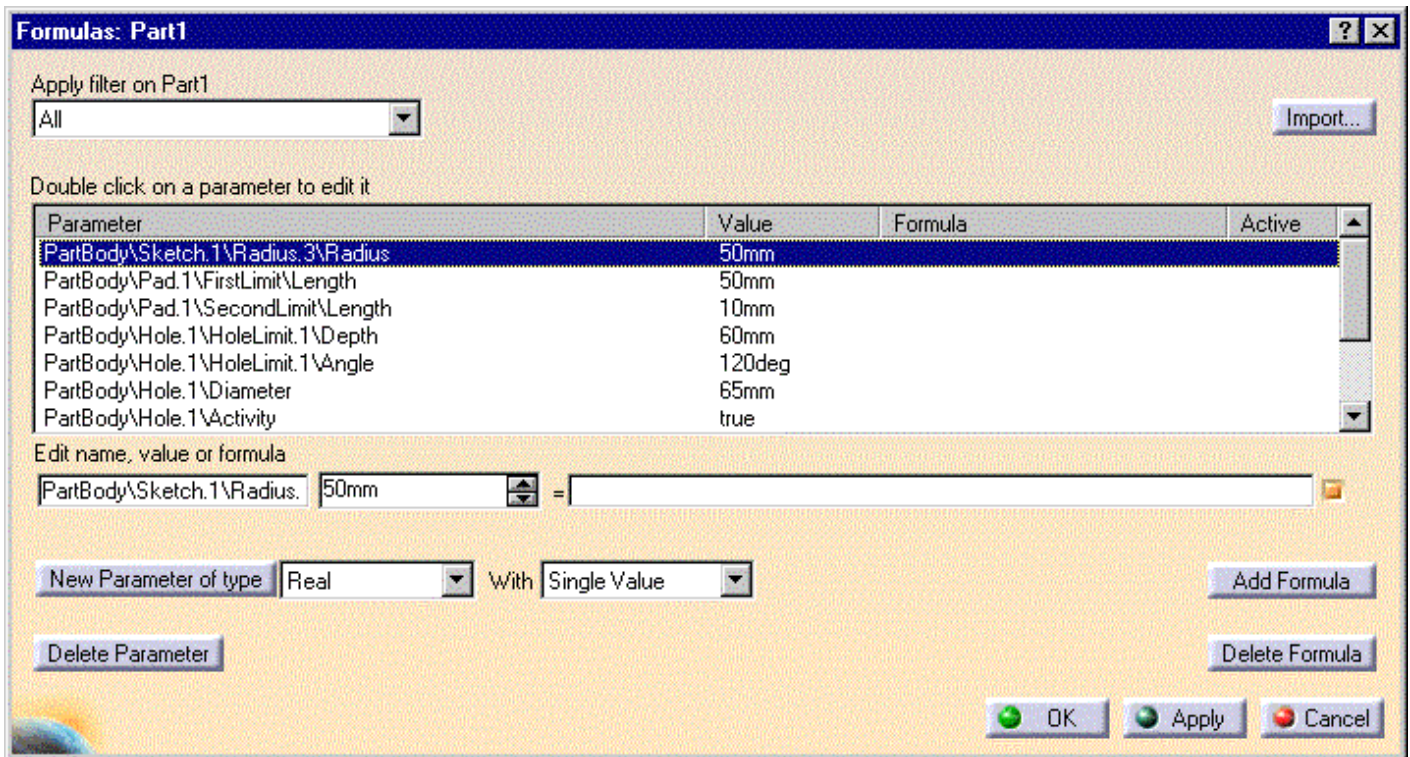 Formulas: Part1
Apply filter on Part1
All
Import...
Double click on a parameter to edit it
Parameter Value Formula Active
PartBody\Sketch.1\Radius.3\Radius 50mm
PartBody\Pad.1\FirstLimit\Length 50mm
PartBody\Pad.1\SecondLimit\Length 10mm
PartBody\Hole.1\HoleLimit.1\Depth 60mm
PartBody\Hole.1\HoleLimit.1\Angle 120deg
PartBody\Hole.1\Diameter 65mm
PartBody\Hole.1\Activity true
Edit name, value or formula
PartBody\Sketch.1\Radius. 50mm =
New Parameter of type Real With Single Value Add Formula
Delete Parameter Delete Formula
OK Apply Cancel